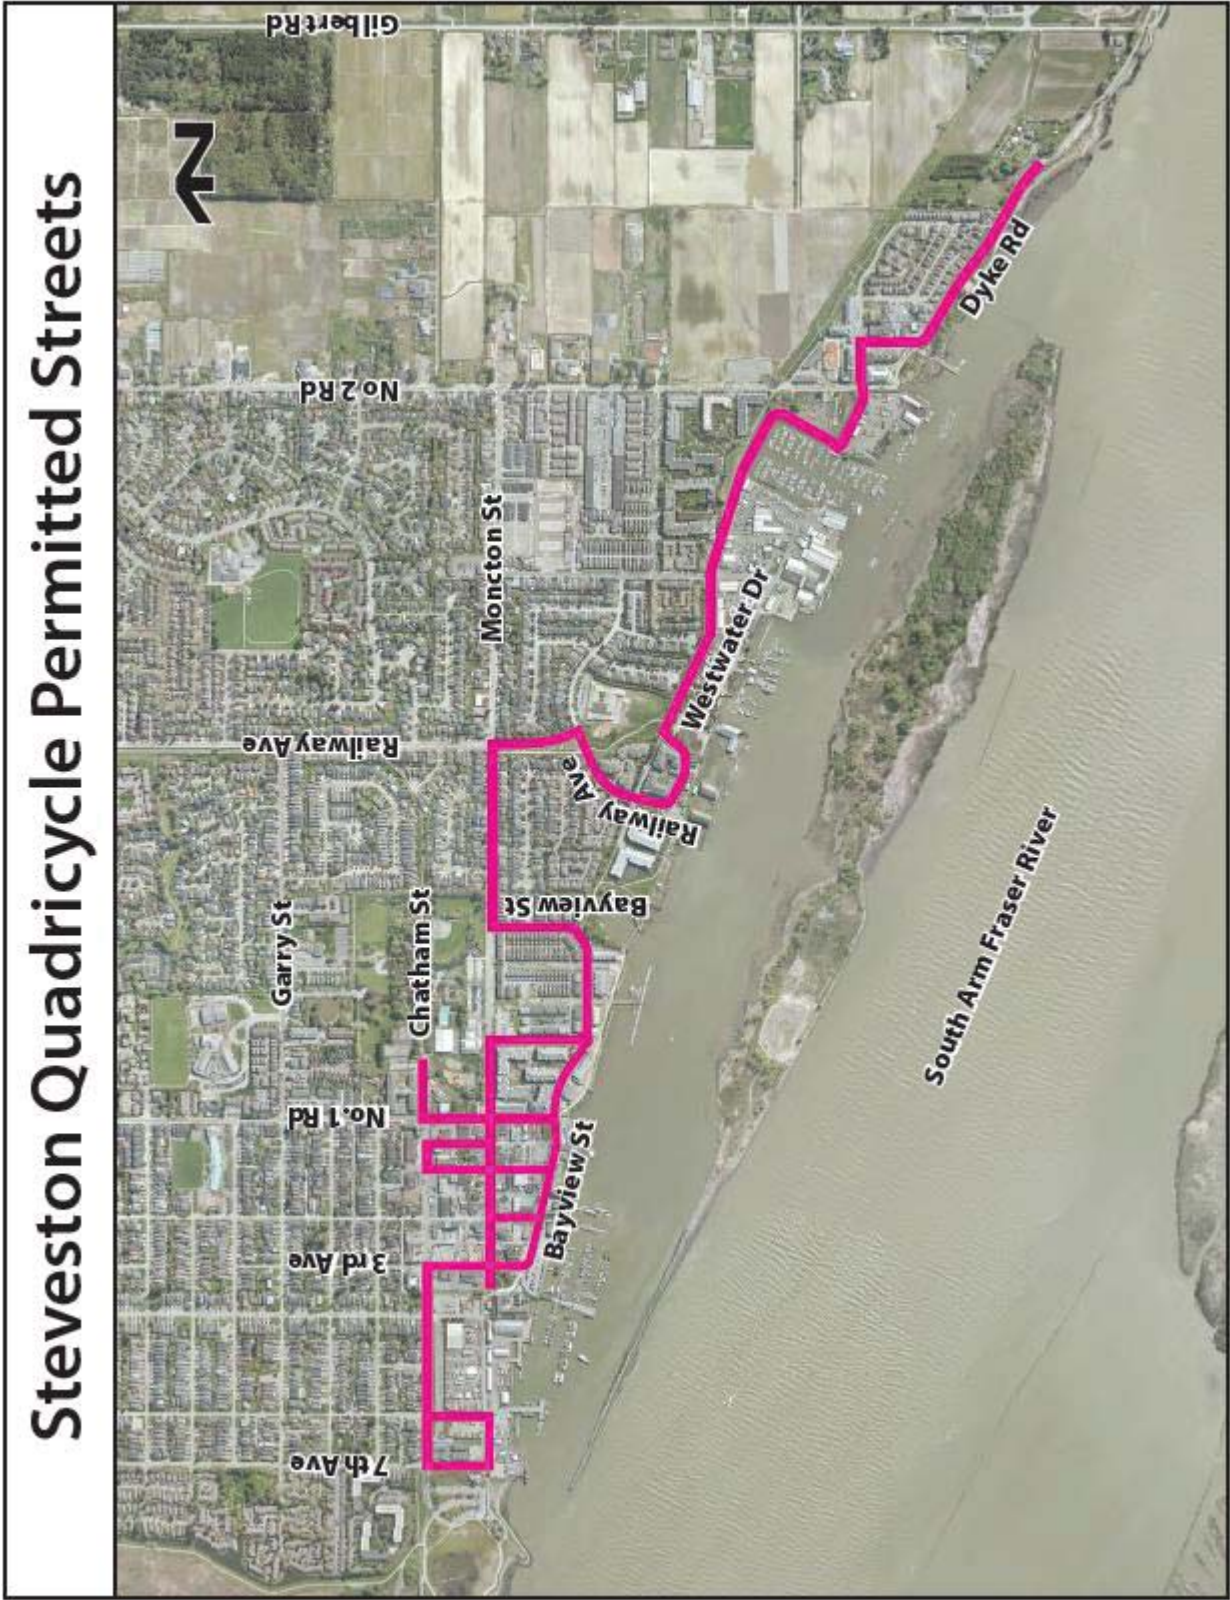 Steveston Quadricycle Permitted Streets
N
Gilbert Rd
No 2 Rd
Railway Ave
Garry St
Chatham St
No. 1 Rd
3rd Ave
7th Ave
Moncton St
Bayview St
Railway Ave
Westwater Dr
Dyke Rd
Bayview St
South Arm Fraser River